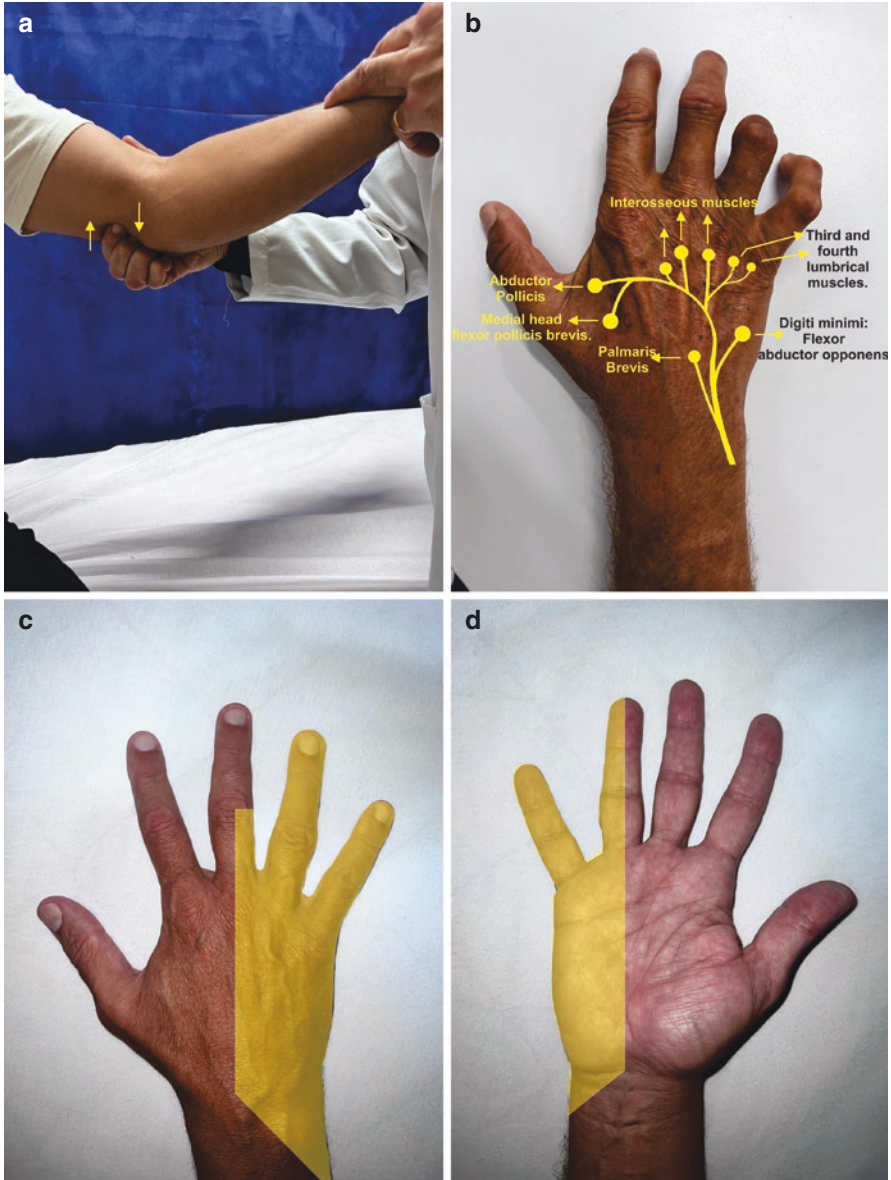 a
b
Interosseous muscles
Third and
fourth
lumbrical
muscles.
Abductor
Pollicis
Medial head
flexor pollicis brevis.
Digiti minimi:
Flexor
abductor opponens
Palmaris
Brevis
c
d